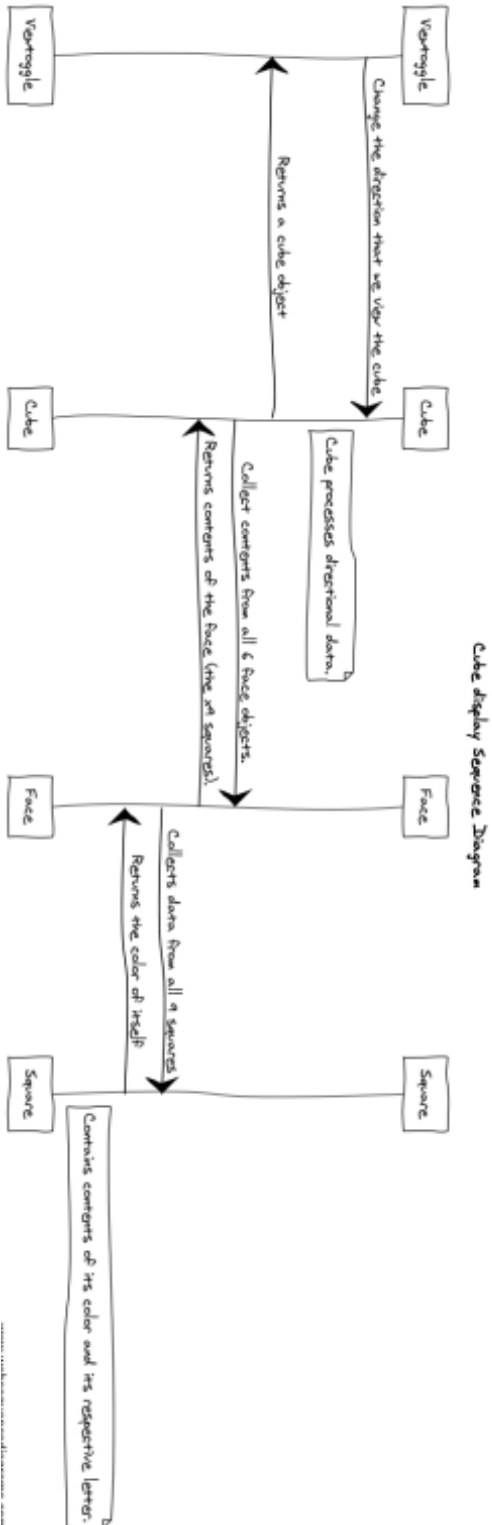 Cube display Sequence Diagram
Viewtoggle
Cube
Face
Square
Change the direction that we view the cube
Cube processes directional data.
Returns a cube object
Collect contents from all 6 face objects.
Returns contents of the face (the x9 squares).
Collects data from all 9 squares
Returns the color of itself
Contains contents of its color and its respective letter.
Viewtoggle
Cube
Face
Square